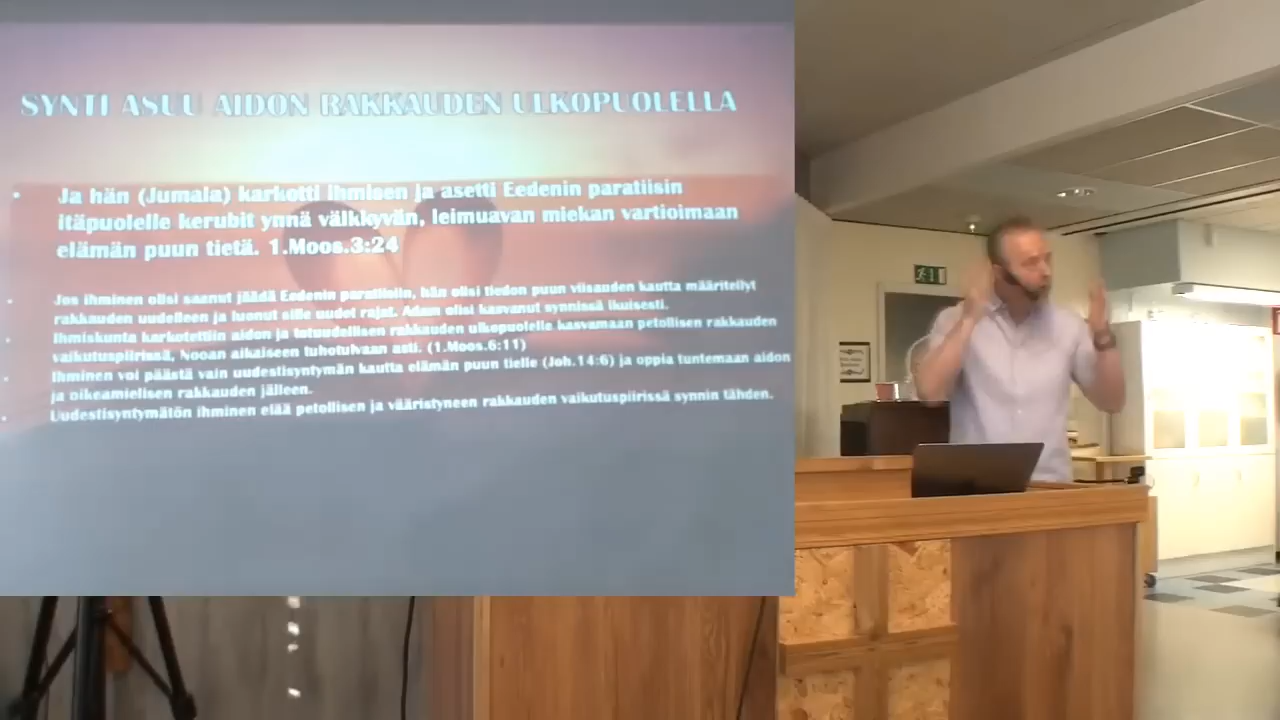 SYNTI ASUU AIDON RAKKAUDEN ULKOPUOLELLA
Ja hän (Jumala) karkotti ihmisen ja asetti Eedenin paratiisin
itäpuolelle kerubit ynnä välkkyvän, leimuavan miekan vartioimaan
elämän puun tietä. 1.Moos.3:24
Jos ihminen olisi saanut jäädä Eedenin paratiisiin, hän olisi tiedon puun viisauden kautta määritellyt
rakkauden uudelleen ja luonut sille uudet rajat. Adam olisi kasvanut synnissä ikuisesti.
Ihmiskunta karkotettiin aidon ja totuudellisen rakkauden ulkopuolella kasvamaan petollisen rakkauden
vaikutuspiirissä, Nooan aikaiseen tuhotulvaan asti. (1.Moos.6:11)
Ihminen voi päästä vain uudestisyntymän kautta elämän puun tielle (Joh.14:6) ja oppia tuntemaan aidon
ja oikeamielisen rakkauden jälleen.
Uudestisyntymätön ihminen elää petollisen ja vääristyneen rakkauden vaikutuspiirissä synnin tähden.